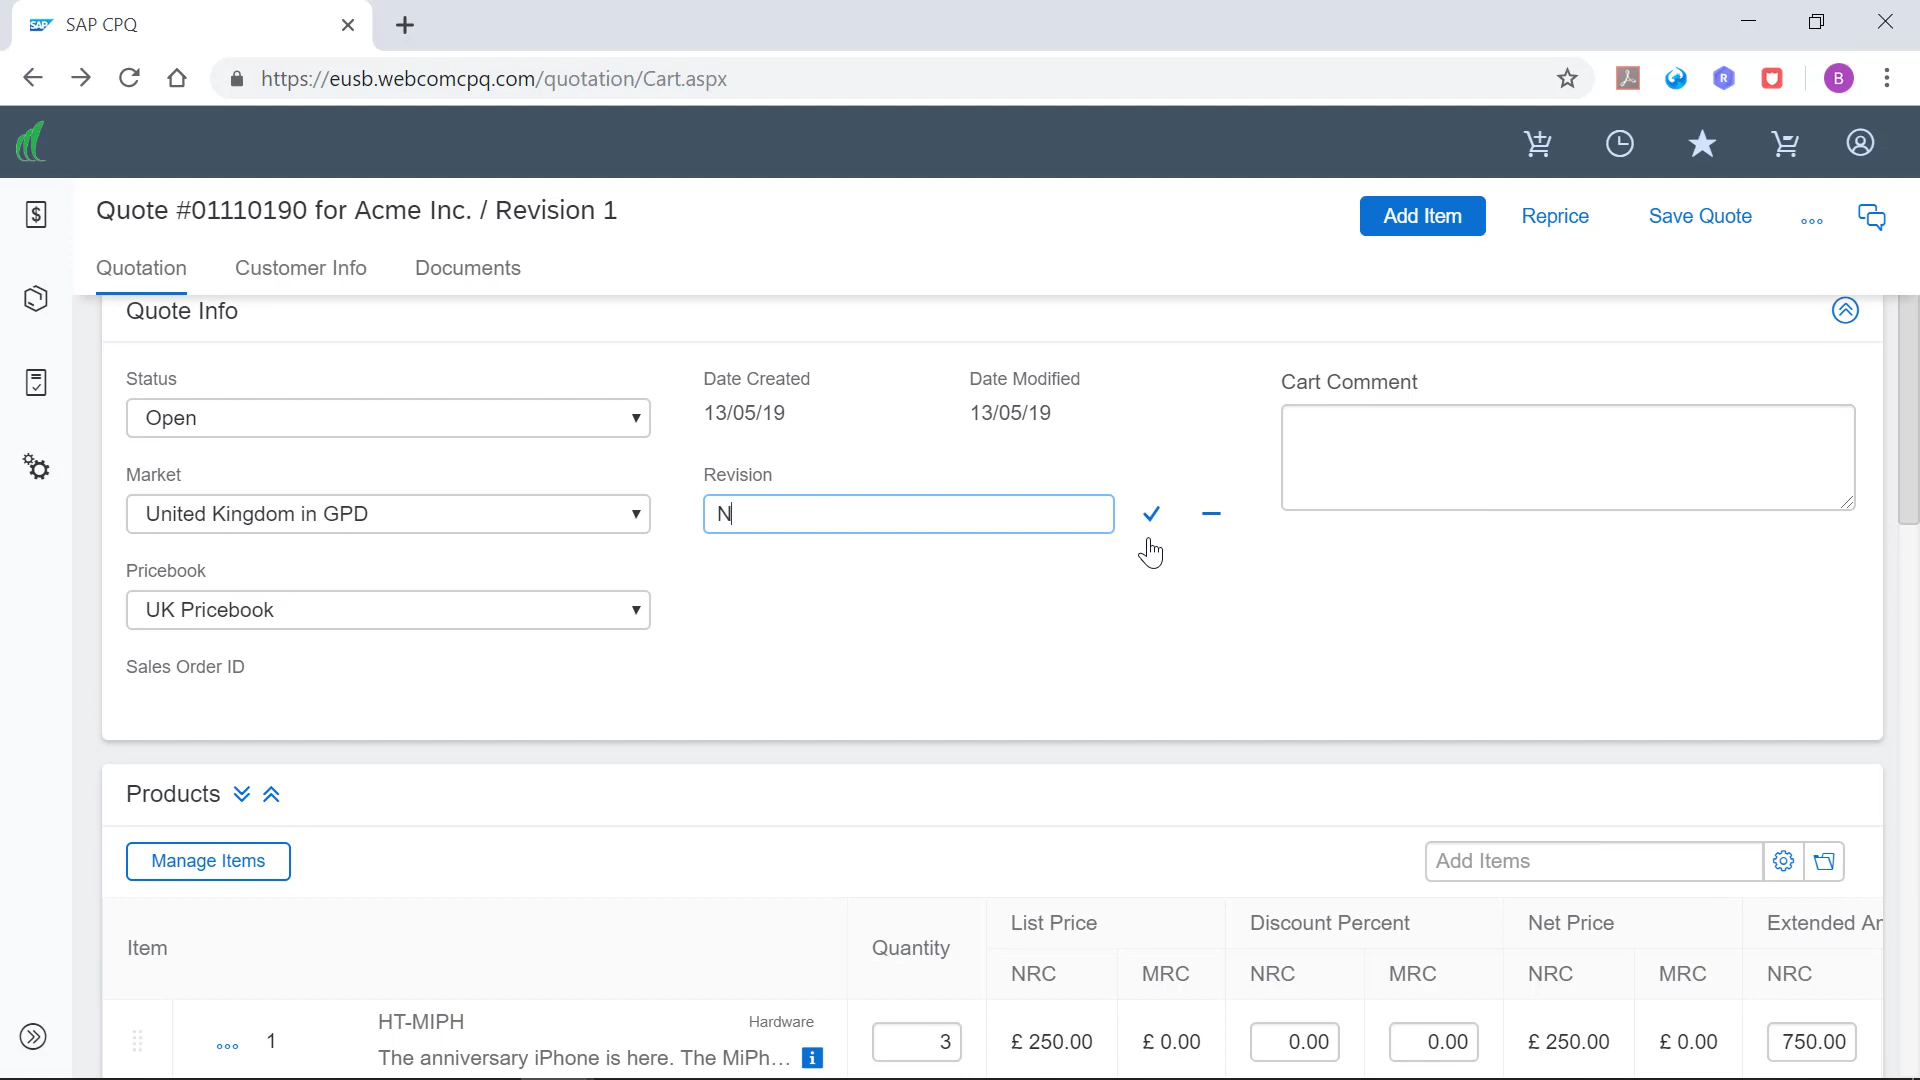 SAP CPQ
https://eusb.webcomcpq.com/quotation/Cart.aspx
R
B
Quote #01110190 for Acme Inc. / Revision 1
Add Item
Reprice
Save Quote
Quotation
Customer Info
Documents
Quote Info
Status
Open
Date Created
13/05/19
Date Modified
13/05/19
Cart Comment
Market
United Kingdom in GPD
Revision
N
Pricebook
UK Pricebook
Sales Order ID
Products
Manage Items
Add Items
Item
Quantity
List Price
Discount Percent
Net Price
Extended Ar
NRC
MRC
NRC
MRC
NRC
MRC
NRC
1
HT-MIPH
Hardware
The anniversary iPhone is here. The MiPh...
3
£ 250.00
£ 0.00
0.00
0.00
£ 250.00
£ 0.00
750.00